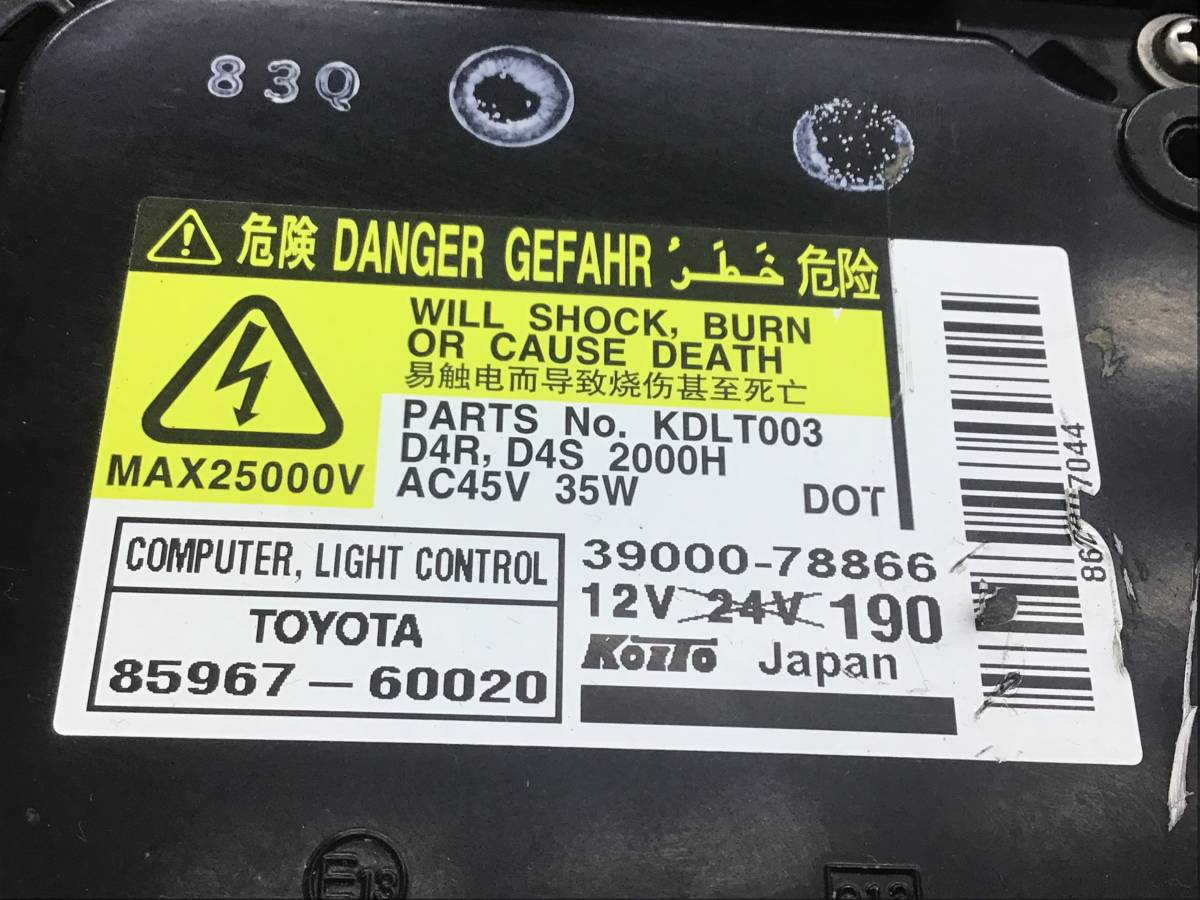 83Q
危険 DANGER GEFAHR خَطَرٌ 危险
WILL SHOCK, BURN
OR CAUSE DEATH
易触电而导致烧伤甚至死亡
MAX25000V
PARTS No. KDLT003
D4R, D4S 2000H
AC45V 35W
DOT
COMPUTER, LIGHT CONTROL
TOYOTA
85967-60020
39000-78866
12V 24V 190
KOITO Japan
E13